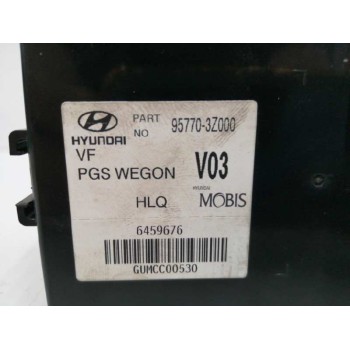 HYUNDAI
PART NO 95770-3Z000
VF
PGS WEGON V03
HLQ MOBIS
6459676
GUMCC00530